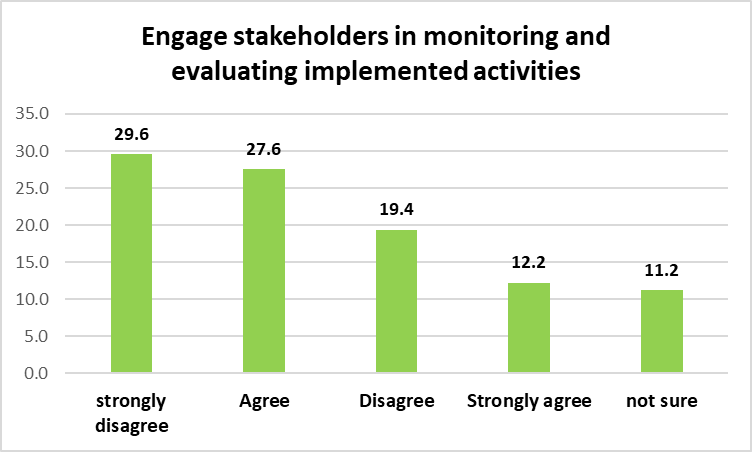 Engage stakeholders in monitoring and
evaluating implemented activities
35.0
30.0
25.0
20.0
15.0
10.0
5.0
0.0
29.6
27.6
19.4
12.2
11.2
strongly
disagree
Agree
Disagree
Strongly agree
not sure